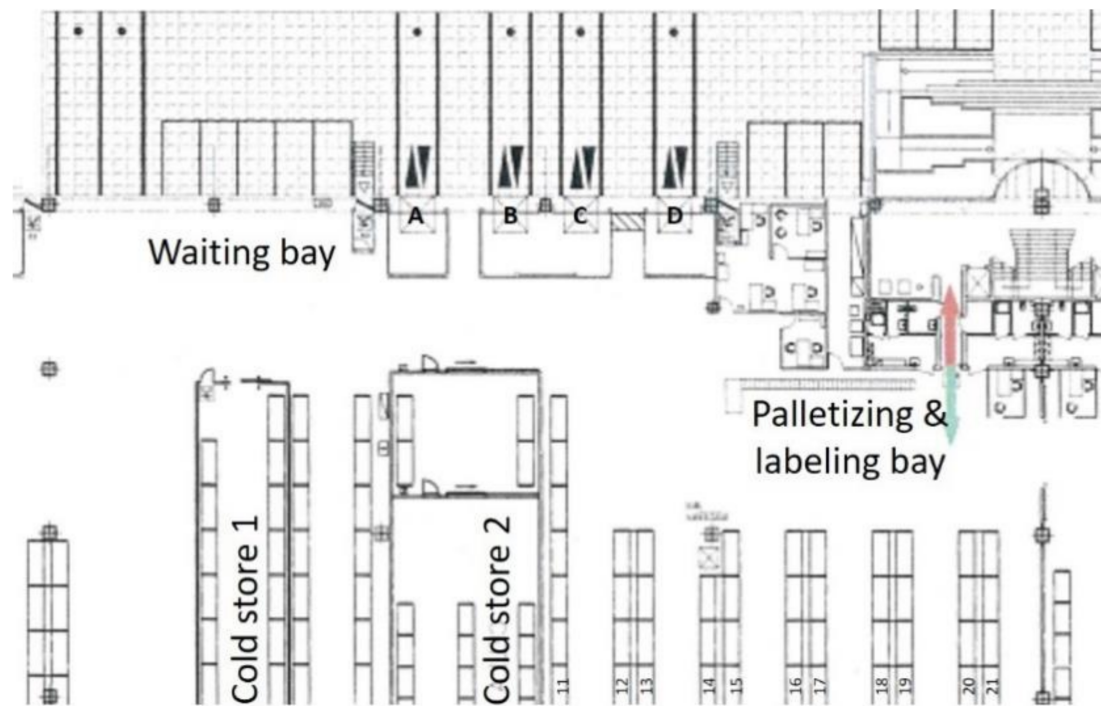 A
B
C
D
Waiting bay
Palletizing &
labeling bay
Cold store 1
Cold store 2
11
12
13
14
15
16
17
18
19
20
21